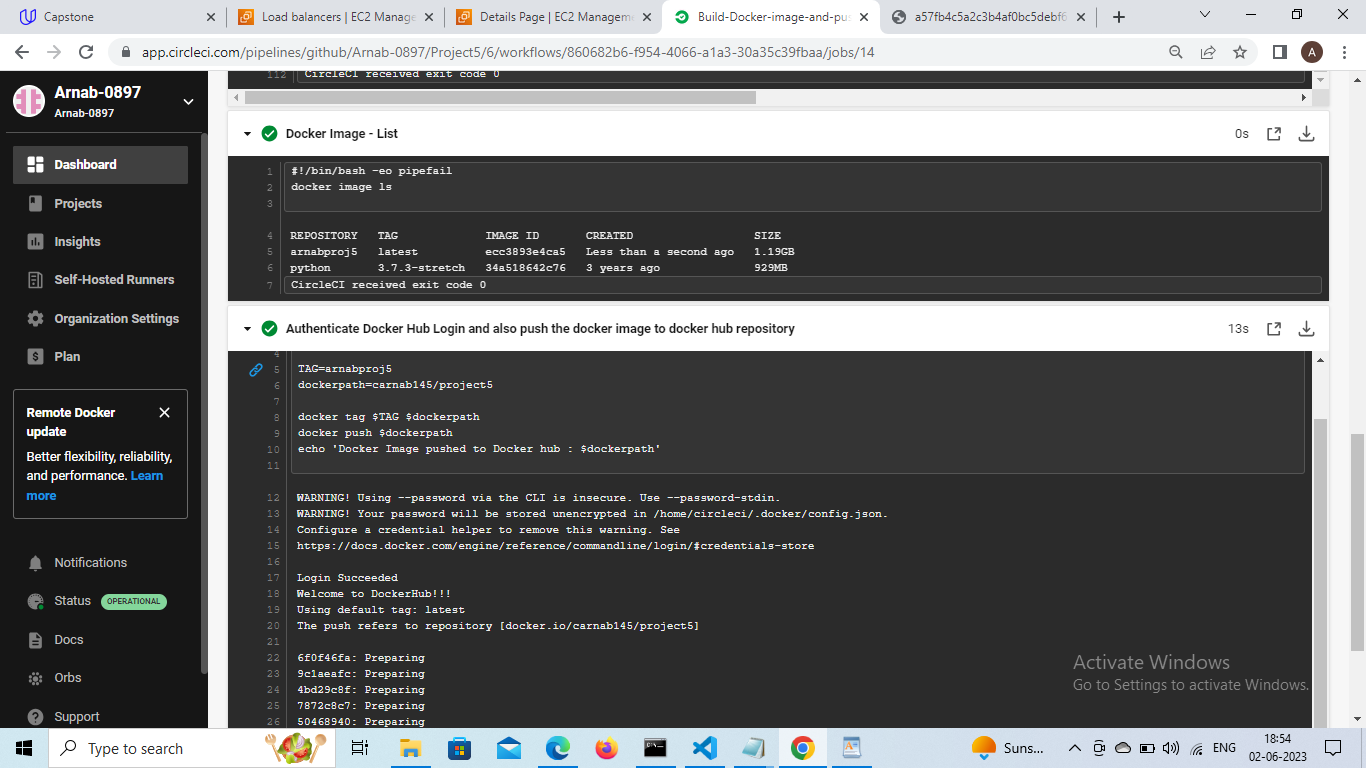 Capstone
Load balancers | EC2 Manage
Details Page | EC2 Managem
Build-Docker-image-and-pu
a57fb4c5a2c3b4af0bc5debf6
app.circleci.com/pipelines/github/Arnab-0897/Project5/6/workflows/860682b6-f954-4066-a1a3-30a35c39fbaa/jobs/14
A
Arnab-0897
Arnab-0897
Dashboard
Projects
Insights
Self-Hosted Runners
Organization Settings
Plan
Remote Docker
update
Better flexibility, reliability,
and performance. Learn
more
Notifications
Status OPERATIONAL
Docs
Orbs
Support
112 CircleCI received exit code 0
Docker Image - List 0s
1 #!/bin/bash -eo pipefail
2 docker image ls
3
4 REPOSITORY TAG IMAGE ID CREATED SIZE
5 arnabproj5 latest ecc3893e4ca5 Less than a second ago 1.19GB
6 python 3.7.3-stretch 34a518642c76 3 years ago 929MB
7 CircleCI received exit code 0
Authenticate Docker Hub Login and also push the docker image to docker hub repository 13s
4
5 TAG=arnabproj5
6 dockerpath=carnab145/project5
7
8 docker tag $TAG $dockerpath
9 docker push $dockerpath
10 echo 'Docker Image pushed to Docker hub : $dockerpath'
11
12 WARNING! Using --password via the CLI is insecure. Use --password-stdin.
13 WARNING! Your password will be stored unencrypted in /home/circleci/.docker/config.json.
14 Configure a credential helper to remove this warning. See
15 https://docs.docker.com/engine/reference/commandline/login/#credentials-store
16
17 Login Succeeded
18 Welcome to DockerHub!!!
19 Using default tag: latest
20 The push refers to repository [docker.io/carnab145/project5]
21
22 6f0f46fa: Preparing
23 9c1aeafc: Preparing
24 4bd29c8f: Preparing
25 7872c8c7: Preparing
26 50468940: Preparing
Activate Windows
Go to Settings to activate Windows.
Type to search
Suns...
ENG
18:54
02-06-2023